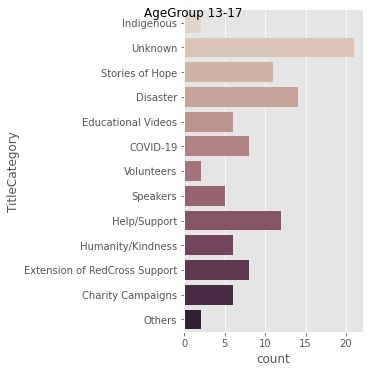 AgeGroup 13-17
Indigenous
Unknown
Stories of Hope
Disaster
Educational Videos
COVID-19
Volunteers
Speakers
Help/Support
Humanity/Kindness
Extension of RedCross Support
Charity Campaigns
Others
TitleCategory
0 5 10 15 20
count